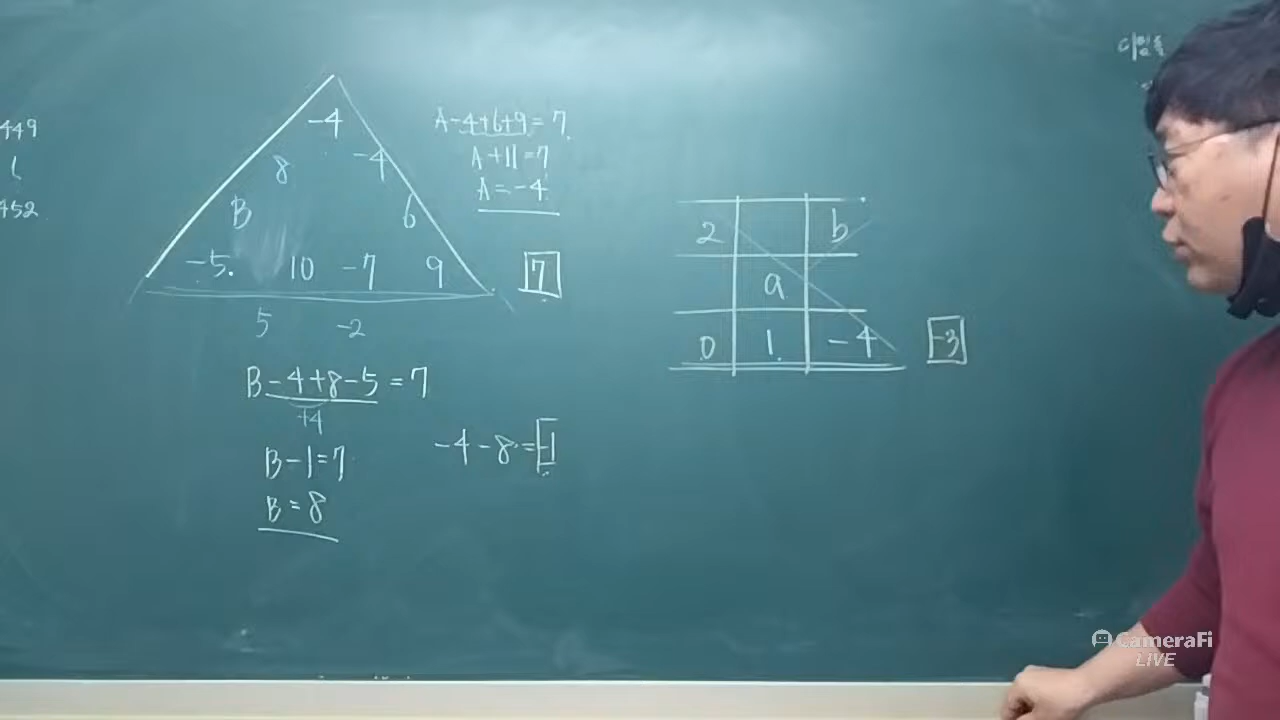 449
452
-4
8 -4
B 6
-5. 10 -7 9
5 -2
A-4+6+9=7
A+11=7
A=-4
7
B-4+8-5=7
+4
B-1=7
B=8
-4-8=-1
2 b
a
0 1 -4
-3
CameraFi
LIVE